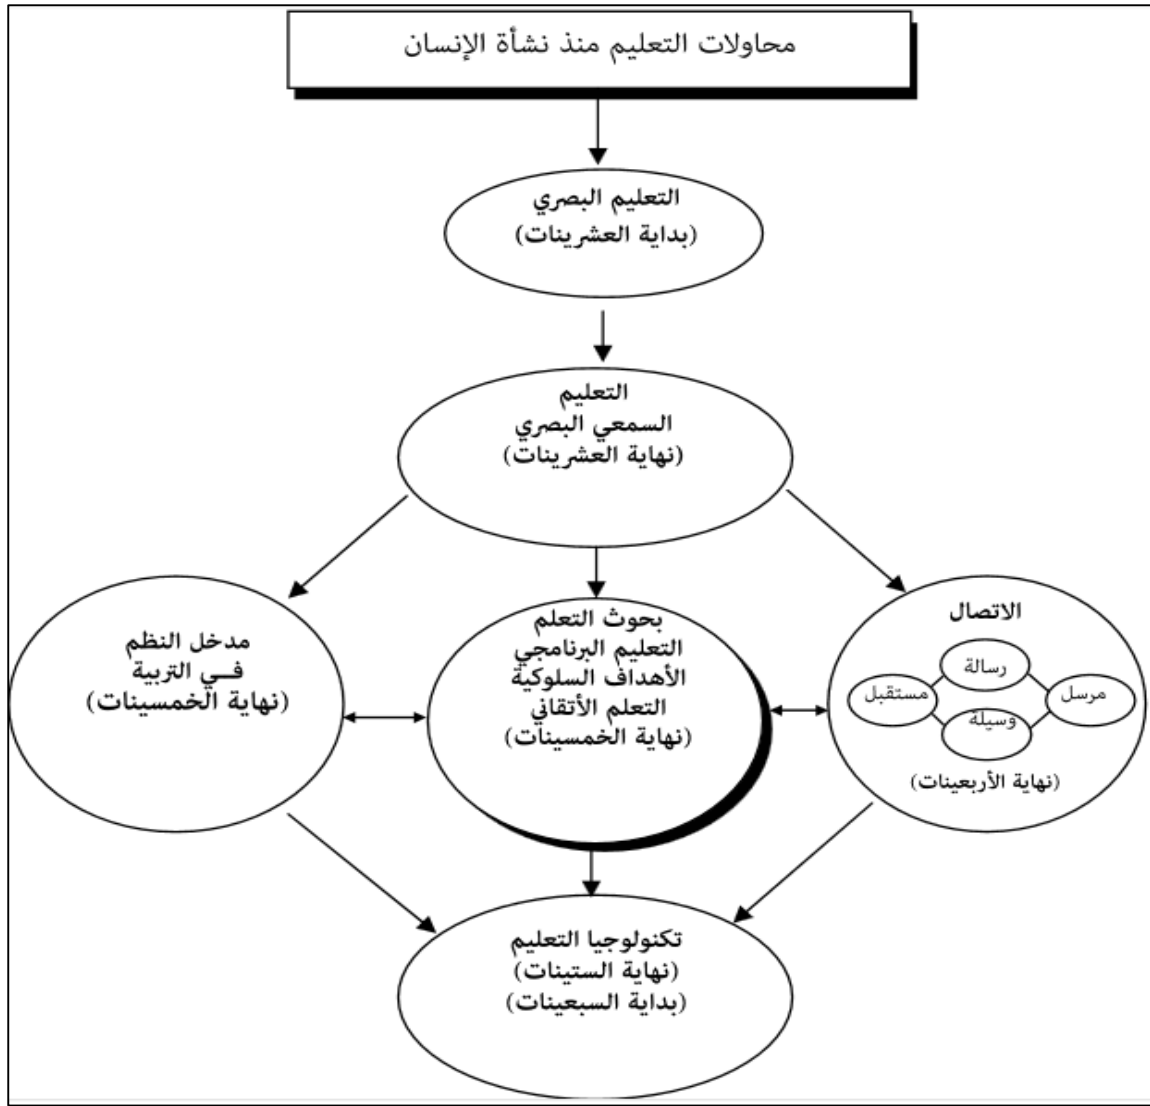 محاولات التعليم منذ نشأة الإنسان
التعليم البصري
(بداية العشرينات)
التعليم
السمعي البصري
(نهاية العشرينات)
الاتصال
رسالة
مرسل
مستقبل
وسيلة
(نهاية الأربعينات)
بحوث التعلم
التعليم البرنامجي
الأهداف السلوكية
التعلم الأتقاني
(نهاية الخمسينات)
مدخل النظم
فـــي التربية
(نهاية الخمسينات)
تكنولوجيا التعليم
(نهاية الستينات)
(بداية السبعينات)